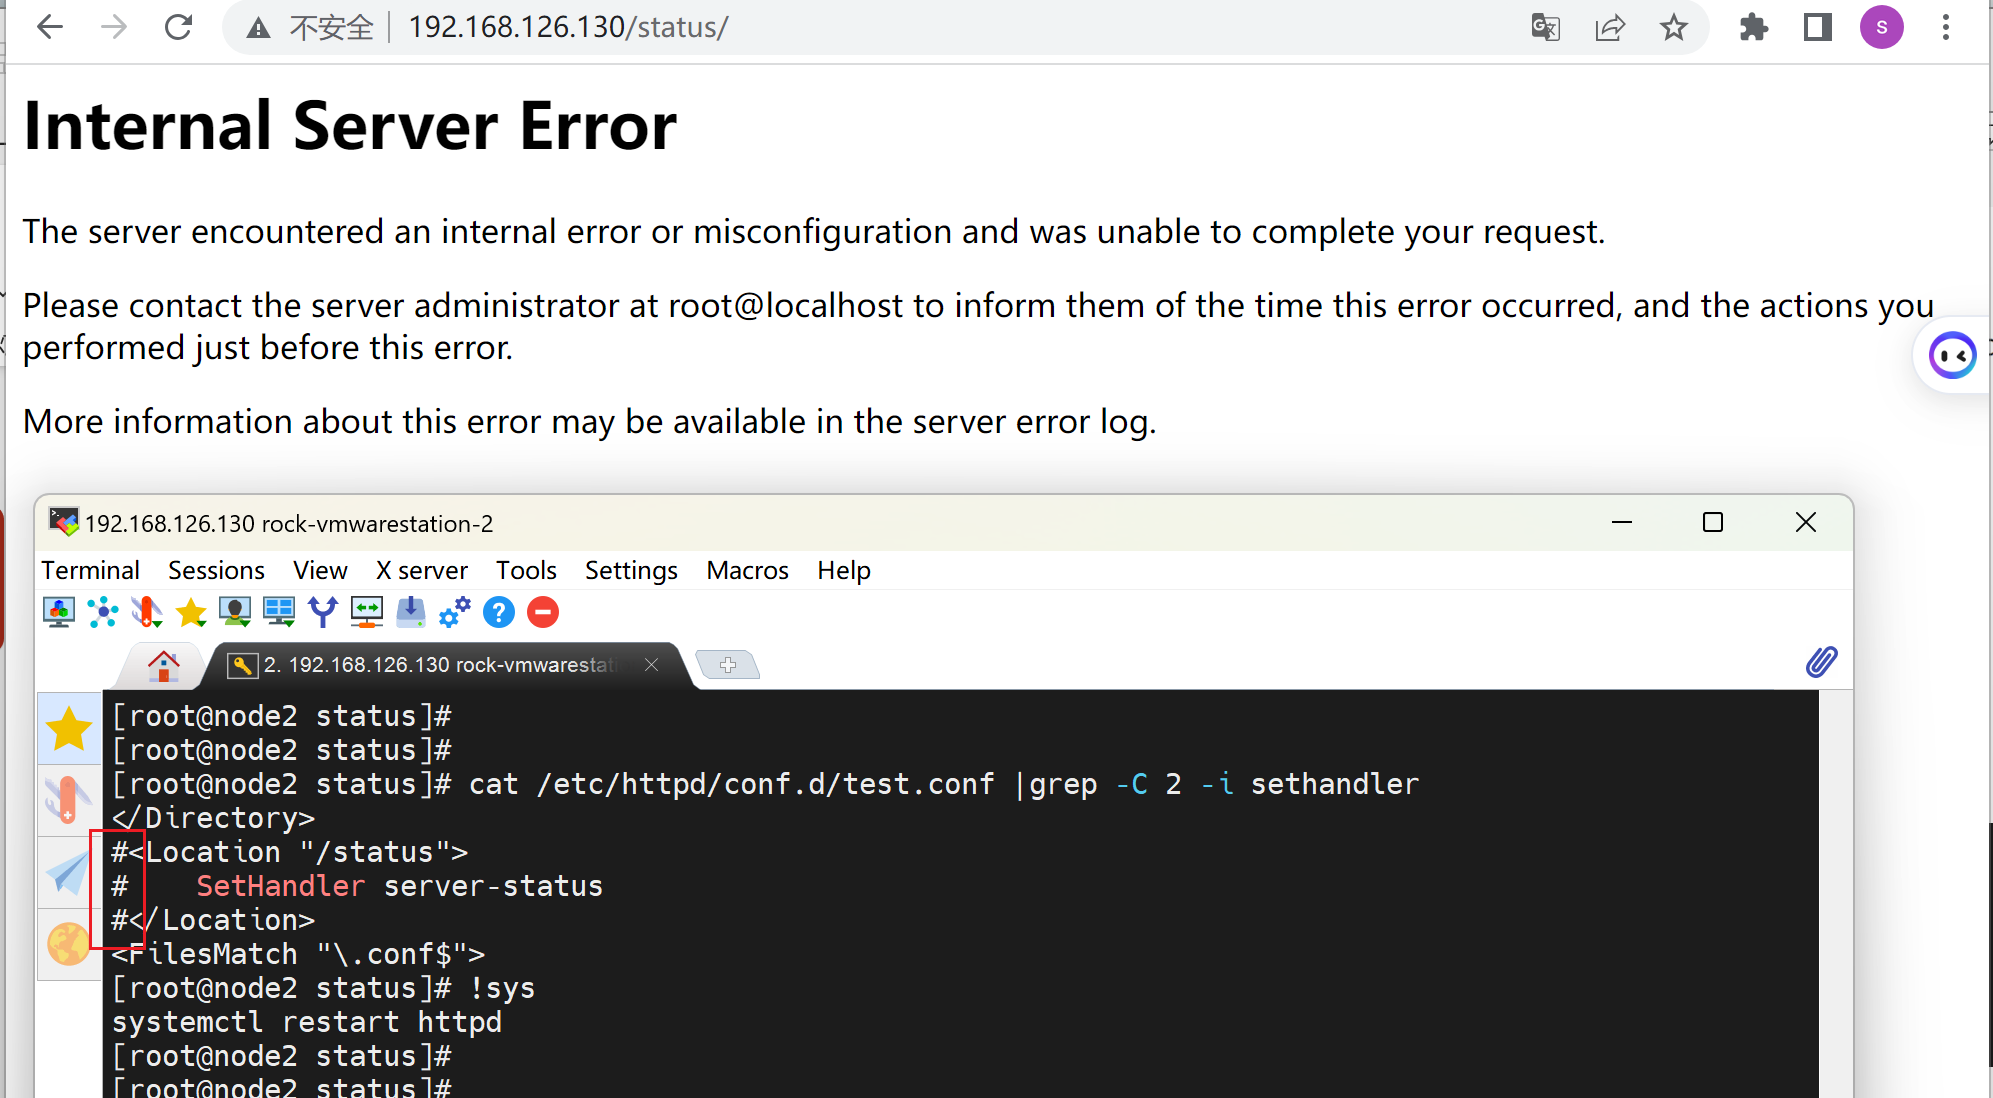 不安全 192.168.126.130/status/
S
Internal Server Error
The server encountered an internal error or misconfiguration and was unable to complete your request.
Please contact the server administrator at root@localhost to inform them of the time this error occurred, and the actions you
performed just before this error.
More information about this error may be available in the server error log.
192.168.126.130 rock-vmwarestation-2
Terminal Sessions View X server Tools Settings Macros Help
2. 192.168.126.130 rock-vmwarestat
[root@node2 status]#
[root@node2 status]#
[root@node2 status]# cat /etc/httpd/conf.d/test.conf |grep -C 2 -i sethandler
</Directory>
#<Location "/status">
#    SetHandler server-status
#</Location>
<FilesMatch "\.conf$">
[root@node2 status]# !sys
systemctl restart httpd
[root@node2 status]#
[root@node2 status]#